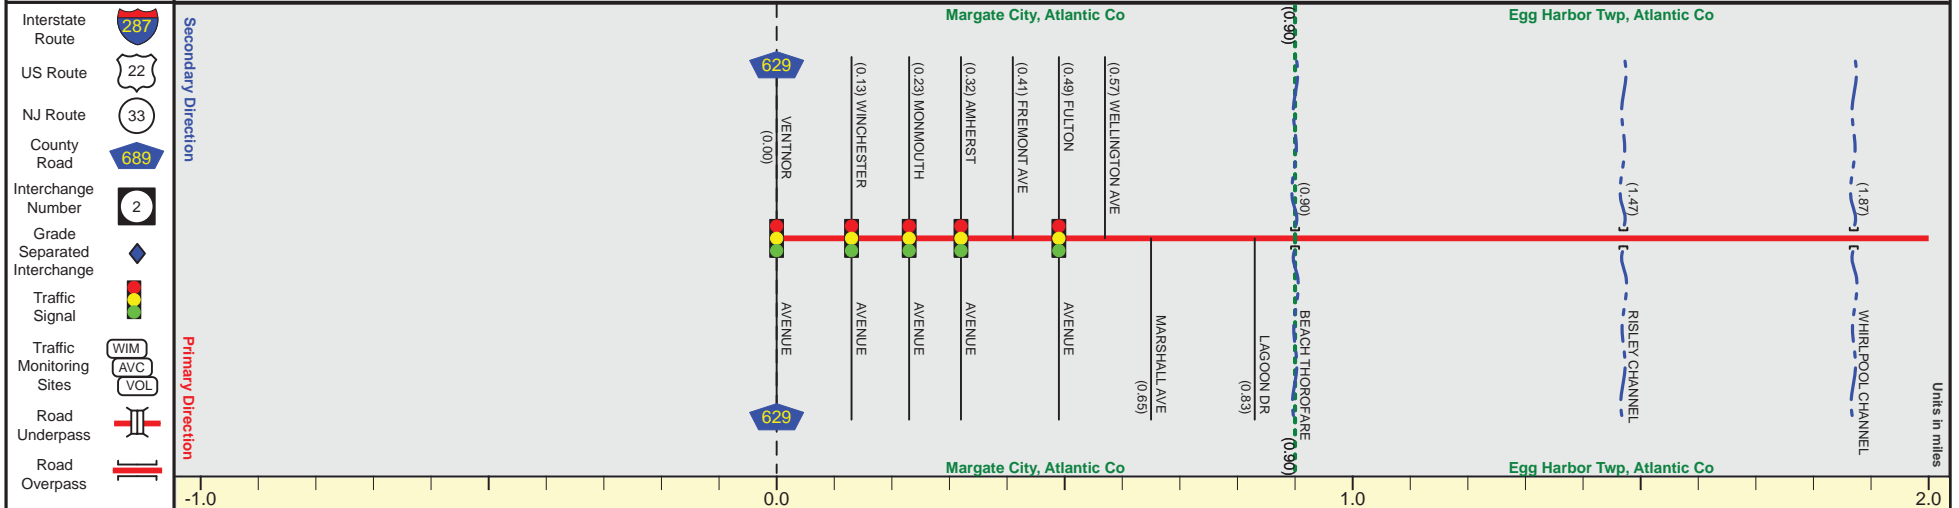 Interstate
Route
287
US Route
22
NJ Route
33
County
Road
689
Interchange
Number
2
Grade
Separated
Interchange
Traffic
Signal
Traffic
Monitoring
Sites
WIM
AVC
VOL
Road
Underpass
Road
Overpass
Secondary Direction
Primary Direction
Margate City, Atlantic Co
(0.90)
Egg Harbor Twp, Atlantic Co
629
VENTNOR
(0.00)
AVENUE
629
(0.13) WINCHESTER
AVENUE
(0.23) MONMOUTH
AVENUE
(0.32) AMHERST
AVENUE
(0.41) FREMONT AVE
(0.49) FULTON
AVENUE
(0.57) WELLINGTON AVE
MARSHALL AVE
(0.65)
LAGOON DR
(0.83)
(0.90)
BEACH THOROFARE
(1.47)
RISLEY CHANNEL
(1.87)
WHIRLPOOL CHANNEL
Units in miles
Margate City, Atlantic Co
(0.90)
Egg Harbor Twp, Atlantic Co
-1.0
0.0
1.0
2.0